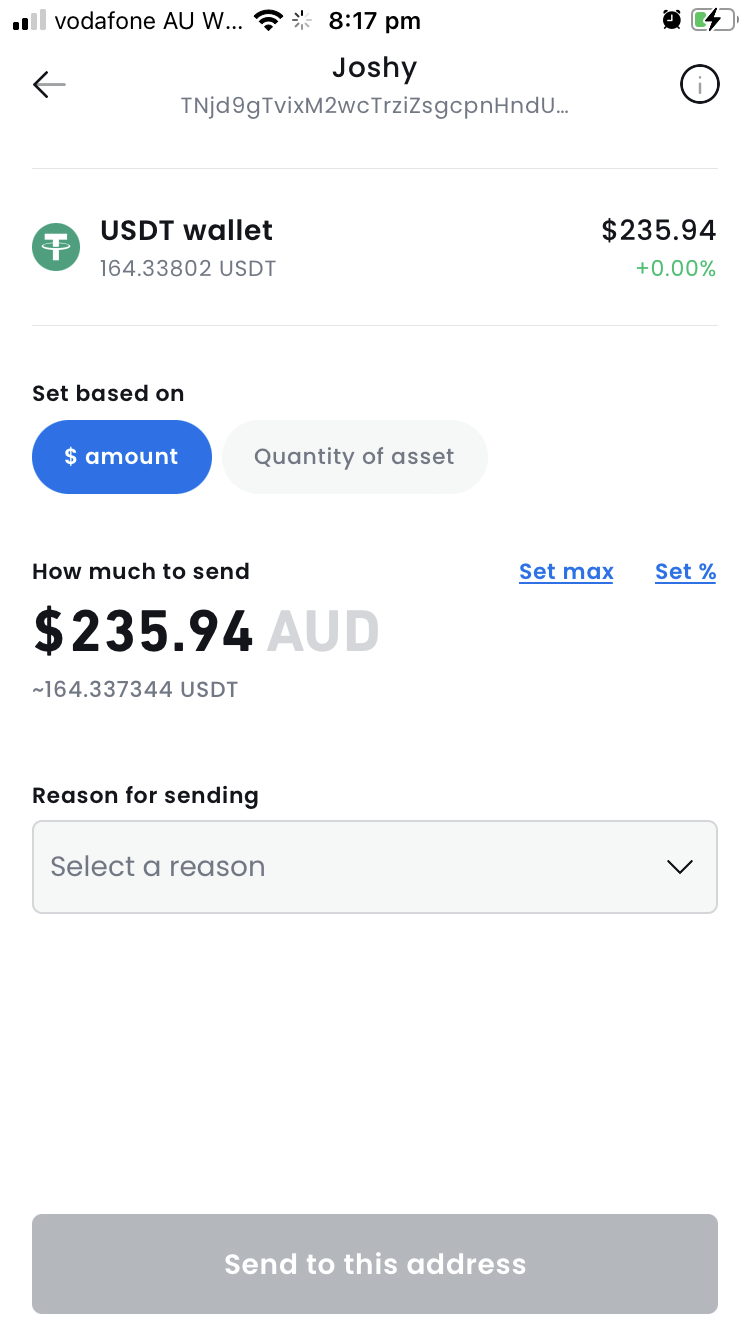 vodafone AU W... 8:17 pm
Joshy
TNjd9gTvixM2wcTrziZsgcpnHndU...
USDT wallet $235.94
164.33802 USDT +0.00%
Set based on
$ amount Quantity of asset
How much to send Set max Set %
$235.94 AUD
~164.337344 USDT
Reason for sending
Select a reason
Send to this address